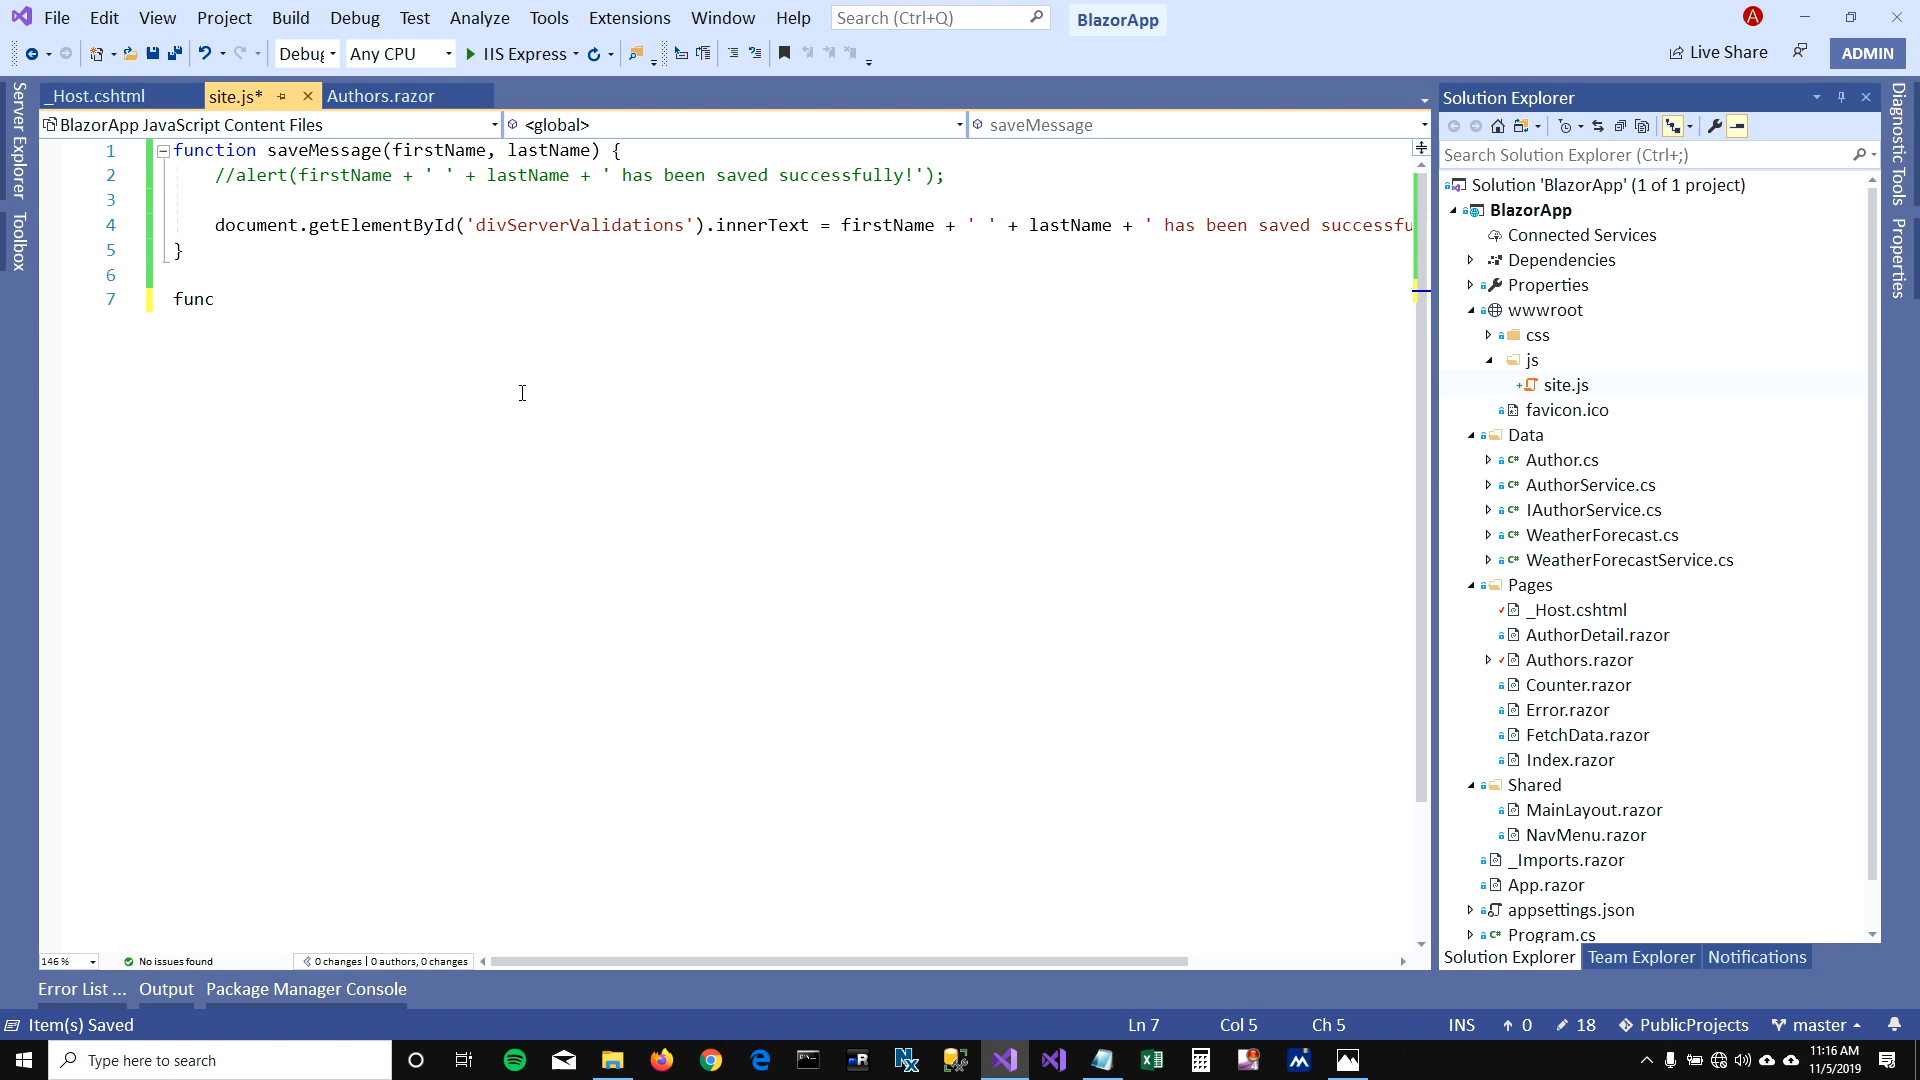 File Edit View Project Build Debug Test Analyze Tools Extensions Window Help Search (Ctrl+Q) BlazorApp A
Debug Any CPU IIS Express Live Share ADMIN
_Host.cshtml site.js* Authors.razor
BlazorApp JavaScript Content Files <global> saveMessage
1 function saveMessage(firstName, lastName) {
2 //alert(firstName + ' ' + lastName + ' has been saved successfully!');
3
4 document.getElementById('divServerValidations').innerText = firstName + ' ' + lastName + ' has been saved successfu
5 }
6
7 func
146 % No issues found 0 changes | 0 authors, 0 changes
Server Explorer
Toolbox
Solution Explorer
Search Solution Explorer (Ctrl+;)
Solution 'BlazorApp' (1 of 1 project)
BlazorApp
Connected Services
Dependencies
Properties
wwwroot
css
js
site.js
favicon.ico
Data
C# Author.cs
C# AuthorService.cs
C# IAuthorService.cs
C# WeatherForecast.cs
C# WeatherForecastService.cs
Pages
_Host.cshtml
AuthorDetail.razor
Authors.razor
Counter.razor
Error.razor
FetchData.razor
Index.razor
Shared
MainLayout.razor
NavMenu.razor
_Imports.razor
App.razor
appsettings.json
C# Program.cs
Solution Explorer Team Explorer Notifications
Diagnostic Tools
Properties
Error List ... Output Package Manager Console
Item(s) Saved Ln 7 Col 5 Ch 5 INS 0 18 PublicProjects master
Type here to search
11:16 AM
11/5/2019